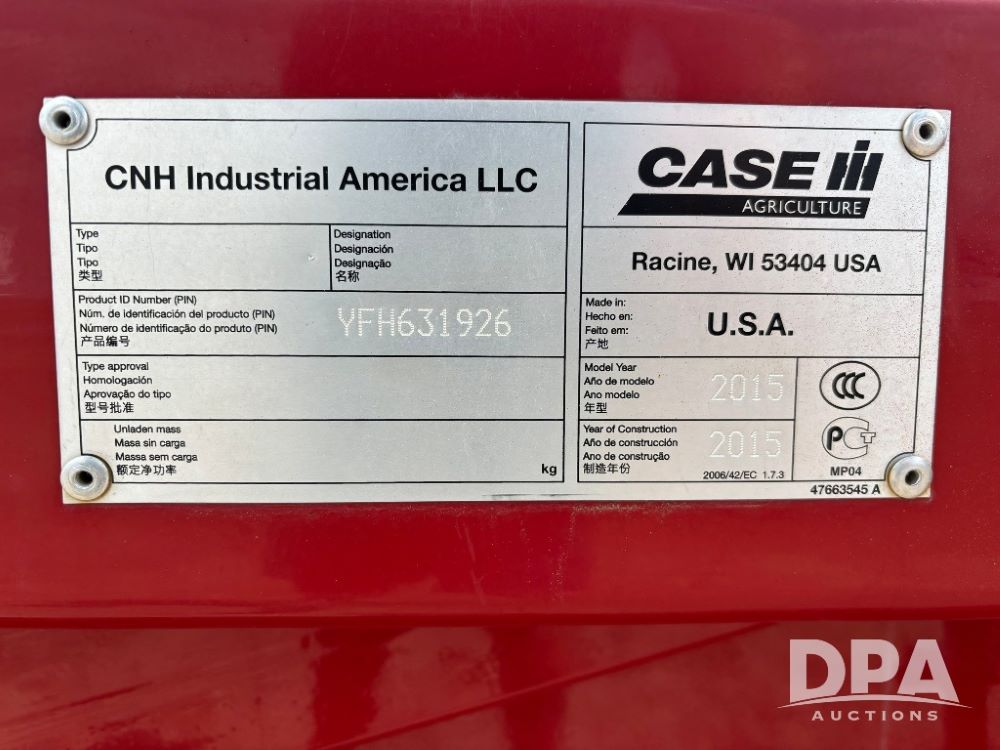 CNH Industrial America LLC
CASE IH
AGRICULTURE
Type
Tipo
Tipo
类型
Designation
Designación
Designação
名称
Racine, WI 53404 USA
Product ID Number (PIN)
Núm. de identificación del producto (PIN)
Número de identificação do produto (PIN)
产品编号
YFH631926
Made in:
Hecho en:
Feito em:
产地
U.S.A.
Type approval
Homologación
Aprovação do tipo
型号批准
Model Year
Año de modelo
Ano modelo
年型
2015
CCC
Unladen mass
Masa sin carga
Massa sem carga
额定净功率
kg
Year of Construction
Año de construcción
Ano de construção
制造年份
2015
2006/42/EC 1.7.3
PCT
MP04
47663545 A
DPA
AUCTIONS